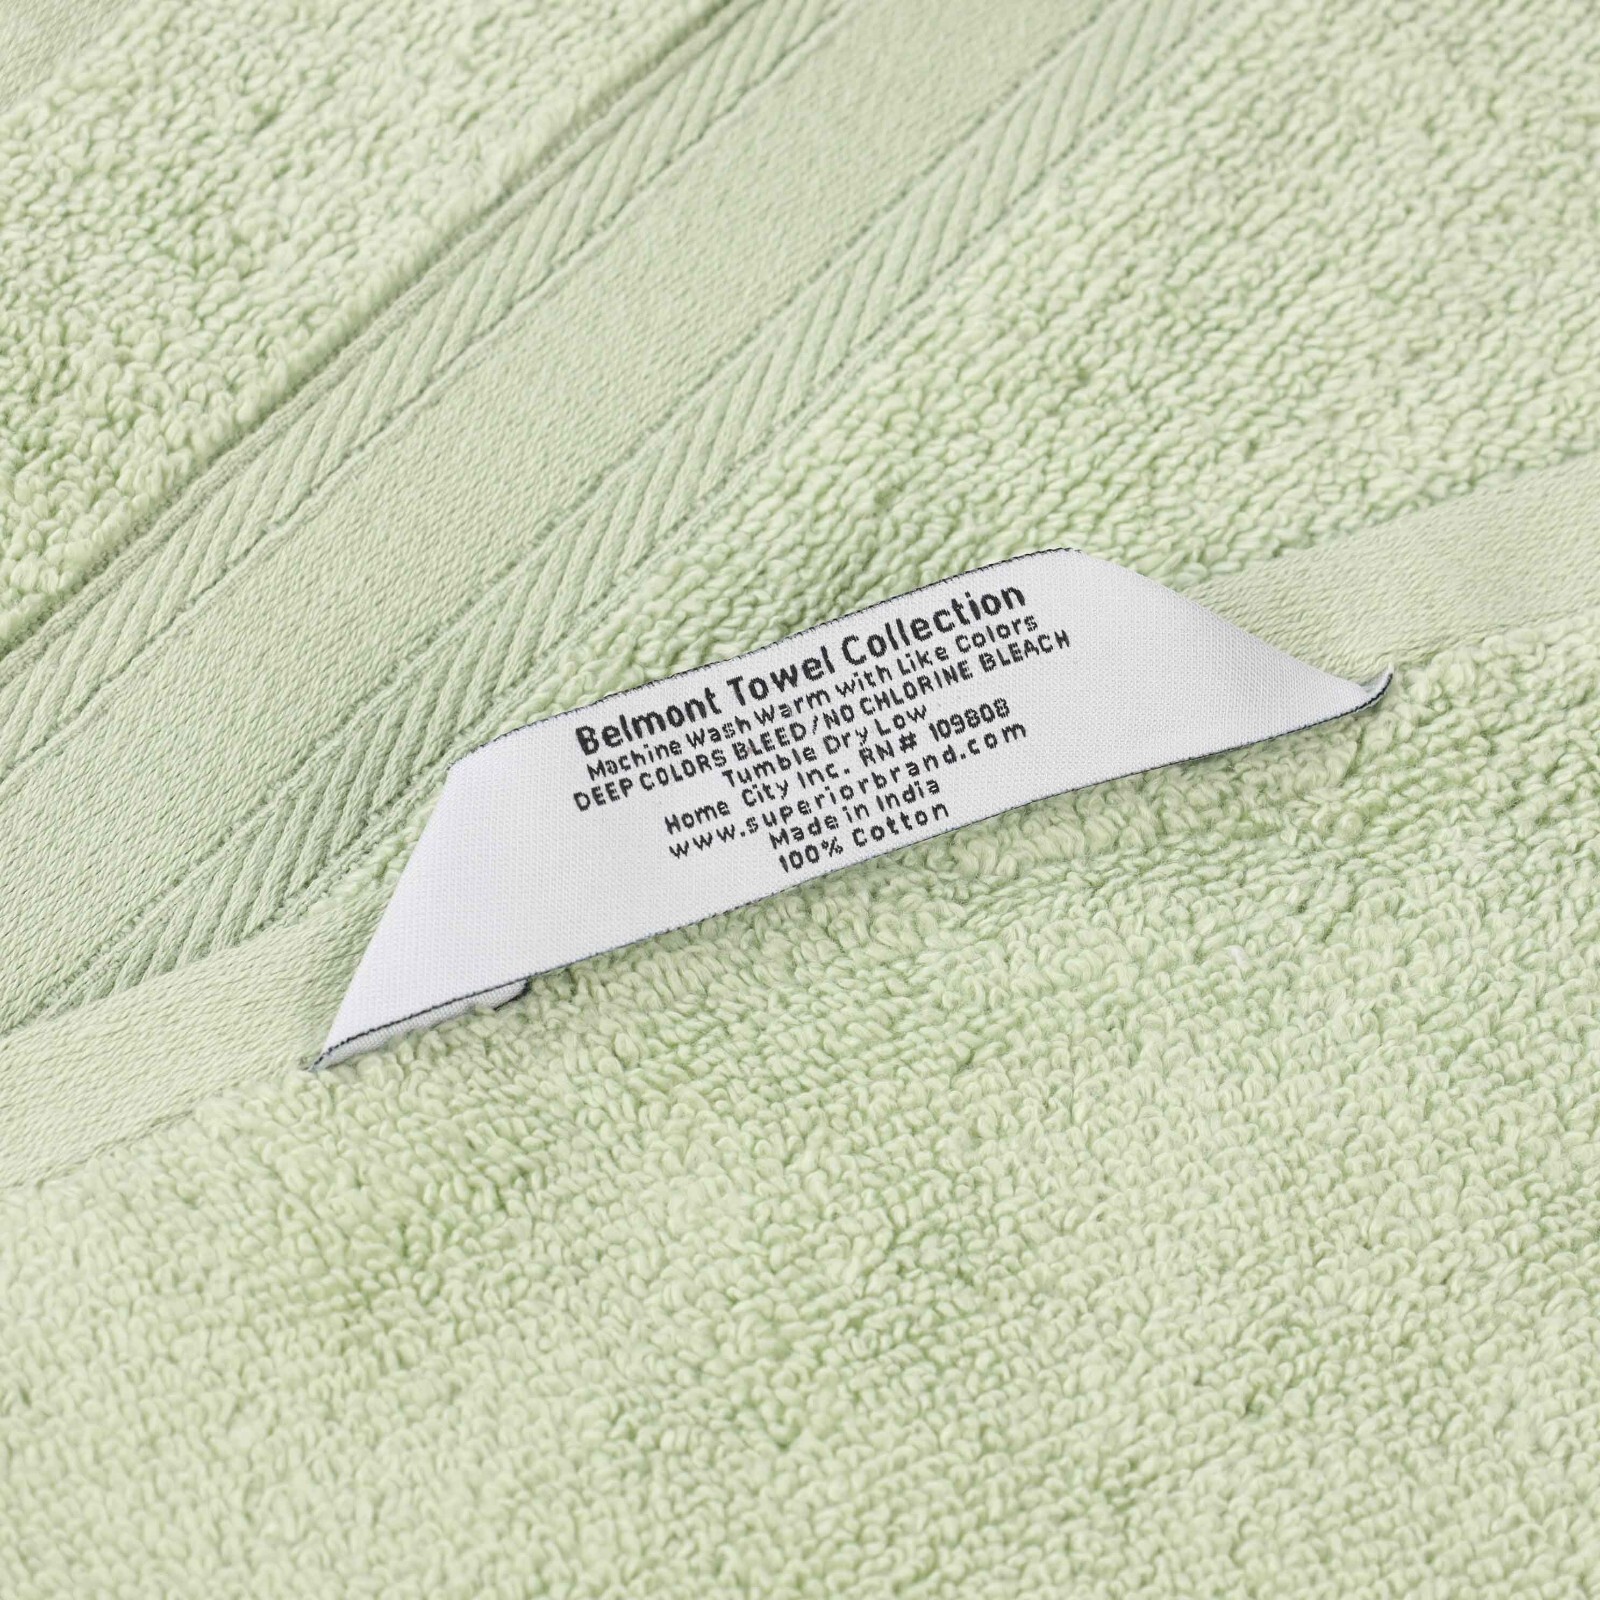 Belmont Towel Collection
Machine Wash Warm with Like Colors
DEEP COLORS BLEED/NO CHLORINE BLEACH
Tumble Dry Low
Home City Inc. RN# 109808
www.superiorbrand.com
Made in India
100% Cotton